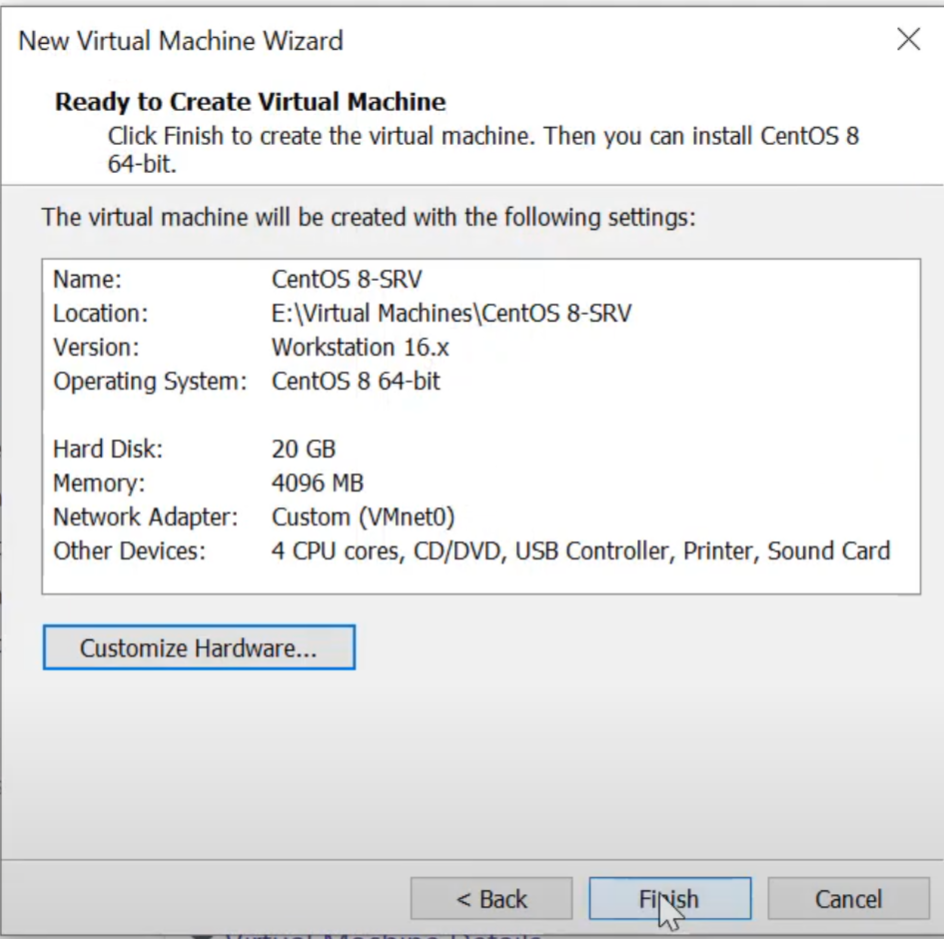 New Virtual Machine Wizard
Ready to Create Virtual Machine
Click Finish to create the virtual machine. Then you can install CentOS 8
64-bit.
The virtual machine will be created with the following settings:
Name: CentOS 8-SRV
Location: E:\Virtual Machines\CentOS 8-SRV
Version: Workstation 16.x
Operating System: CentOS 8 64-bit
Hard Disk: 20 GB
Memory: 4096 MB
Network Adapter: Custom (VMnet0)
Other Devices: 4 CPU cores, CD/DVD, USB Controller, Printer, Sound Card
Customize Hardware...
< Back Finish Cancel
Virtual Machine Details